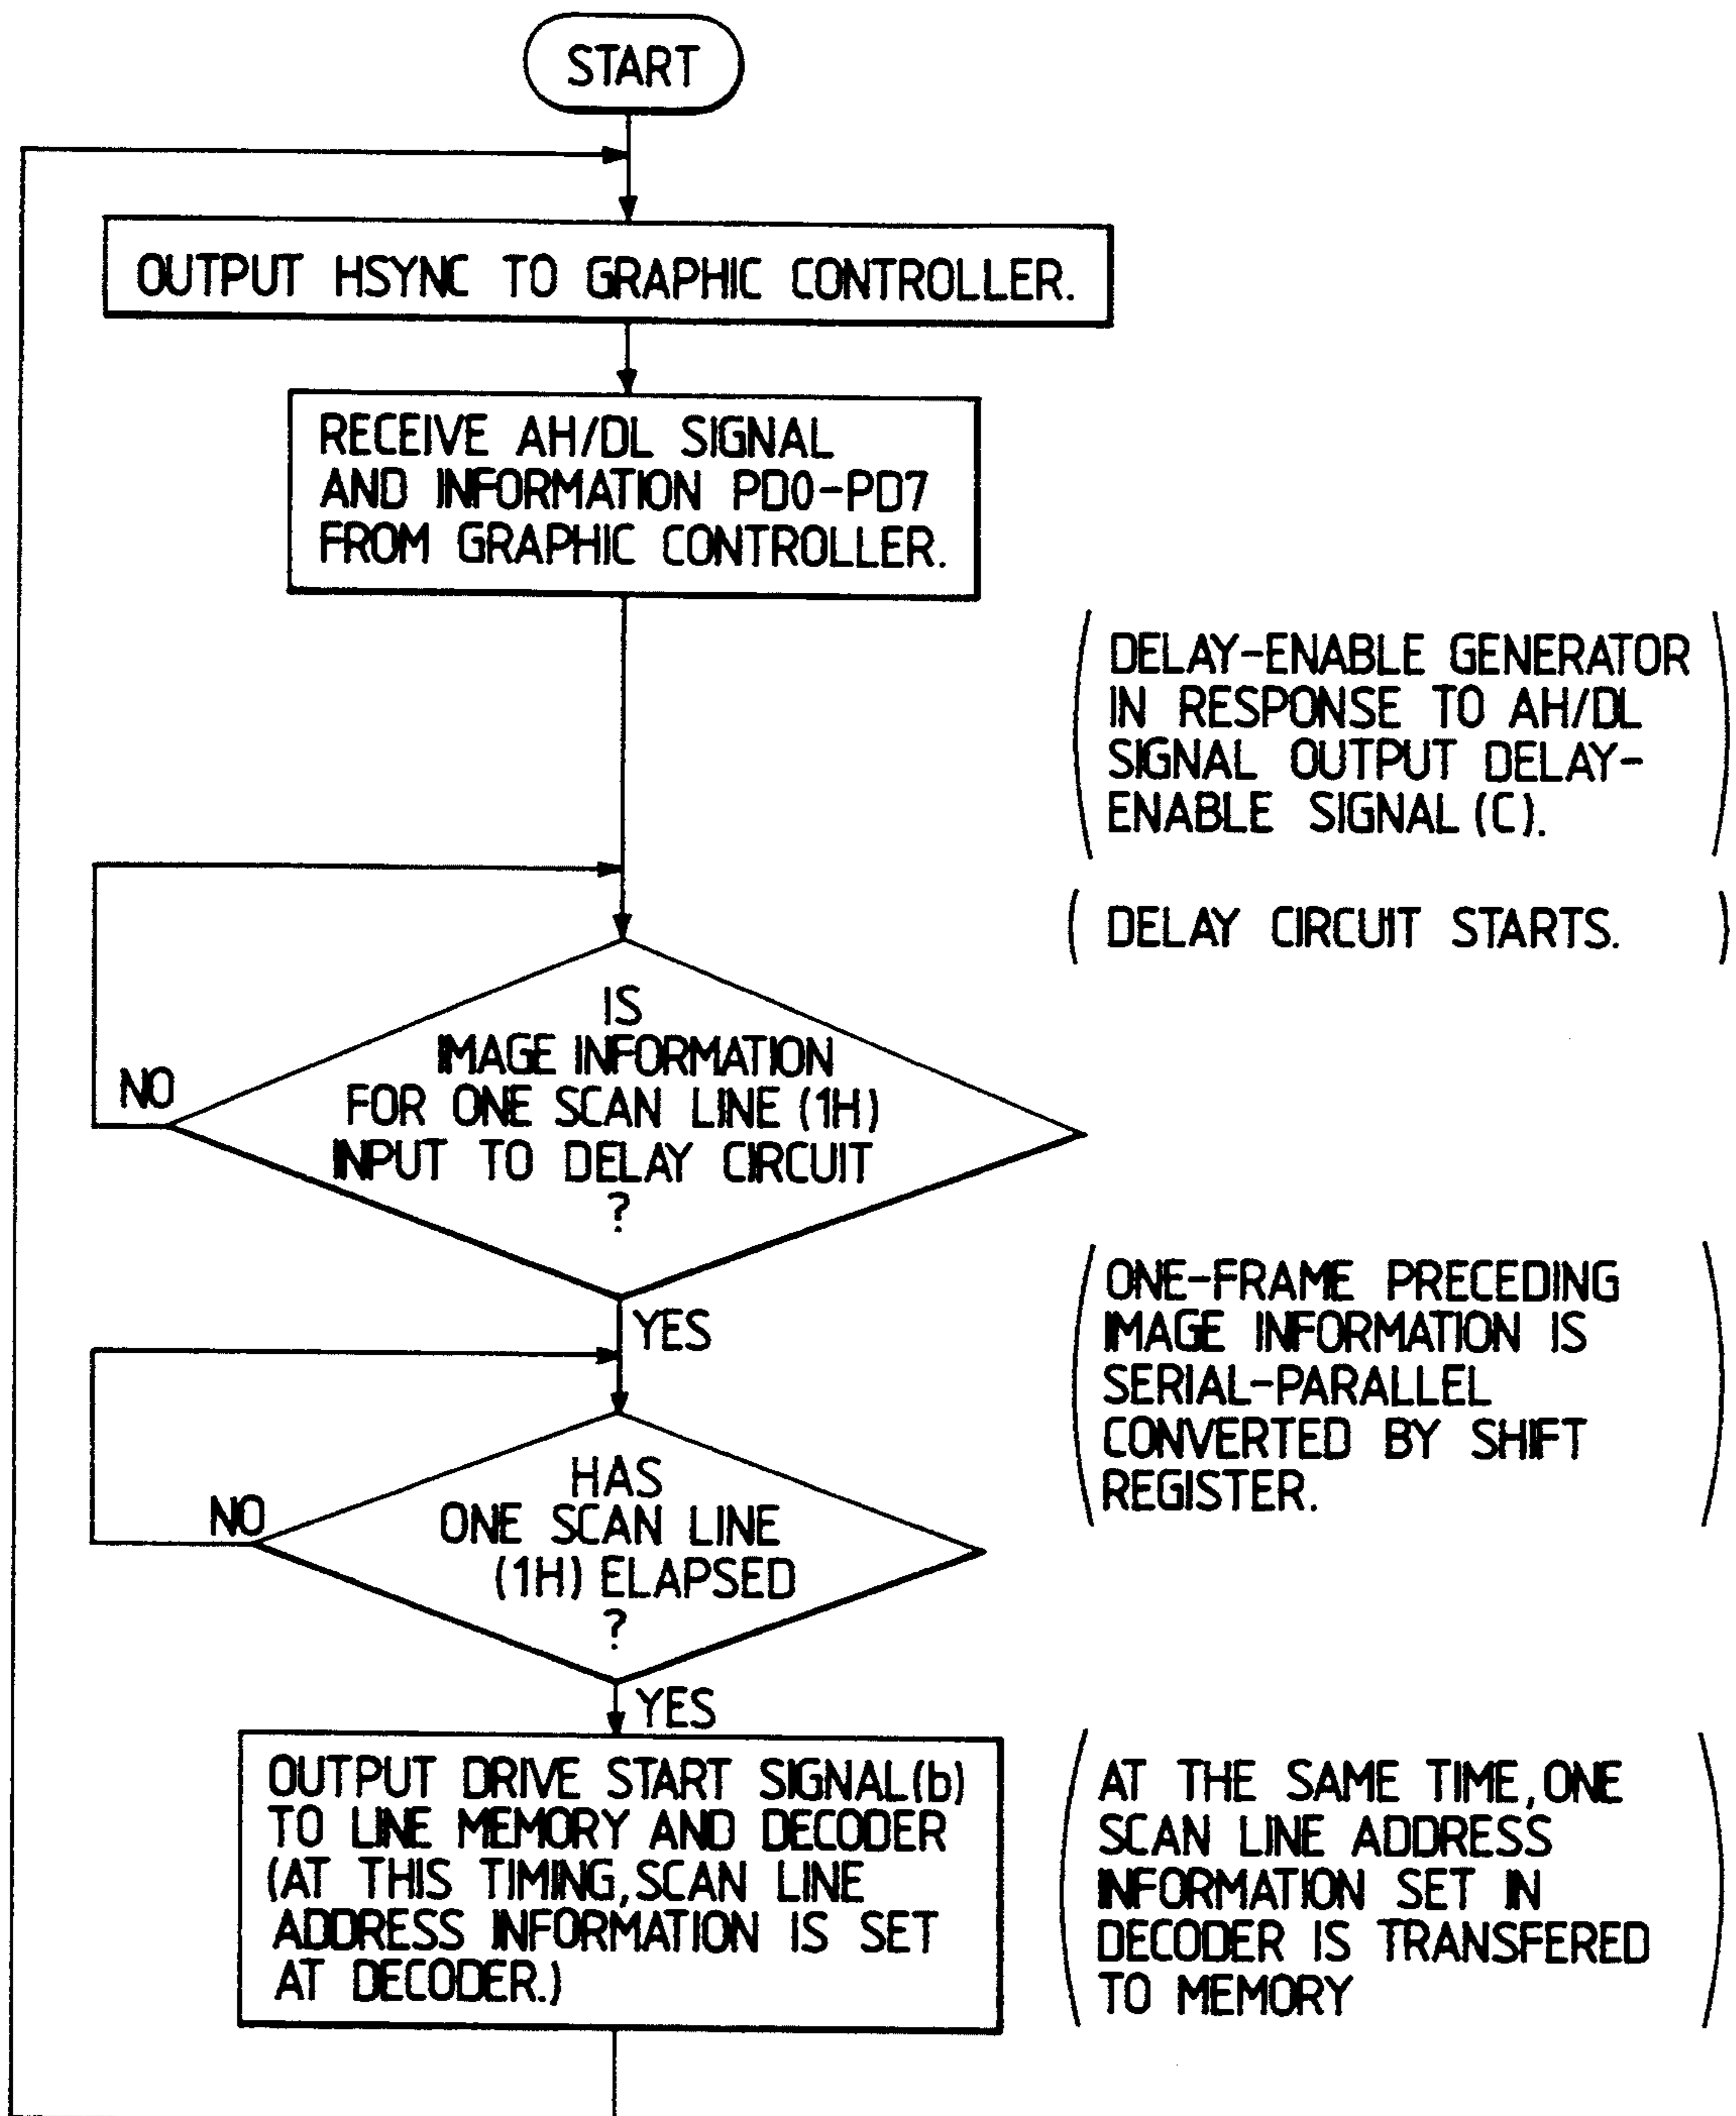 START
OUTPUT HSYNC TO GRAPHIC CONTROLLER.
RECEIVE AH/DL SIGNAL
AND INFORMATION PD0-PD7
FROM GRAPHIC CONTROLLER.
(DELAY-ENABLE GENERATOR
IN RESPONSE TO AH/DL
SIGNAL OUTPUT DELAY-
ENABLE SIGNAL (C).)
(DELAY CIRCUIT STARTS.)
IS
IMAGE INFORMATION
FOR ONE SCAN LINE (1H)
INPUT TO DELAY CIRCUIT
?
NO
YES
(ONE-FRAME PRECEDING
IMAGE INFORMATION IS
SERIAL-PARALLEL
CONVERTED BY SHIFT
REGISTER.)
HAS
ONE SCAN LINE
(1H) ELAPSED
?
NO
YES
OUTPUT DRIVE START SIGNAL(b)
TO LINE MEMORY AND DECODER
(AT THIS TIMING, SCAN LINE
ADDRESS INFORMATION IS SET
AT DECODER.)
(AT THE SAME TIME, ONE
SCAN LINE ADDRESS
INFORMATION SET IN
DECODER IS TRANSFERED
TO MEMORY)